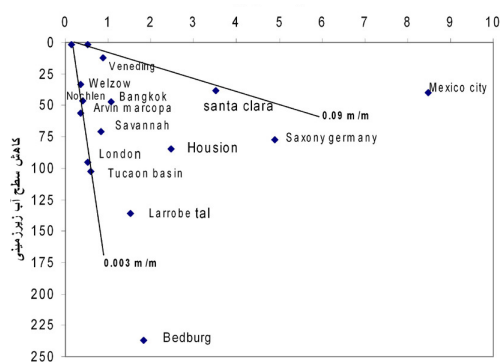 0 1 2 3 4 5 6 7 8 9 10
0
Veneding
25
Welzow
Mexico city
Nochlen
Bangkok
50
Arvin marcopa
santa clara
0.09 m/m
Savannah
75
Saxony germany
London
Housion
100
Tucaon basin
125
Larrobe tal
150
175
0.003 m/m
200
225
Bedburg
250
کاهش سطح آب زیرزمینی